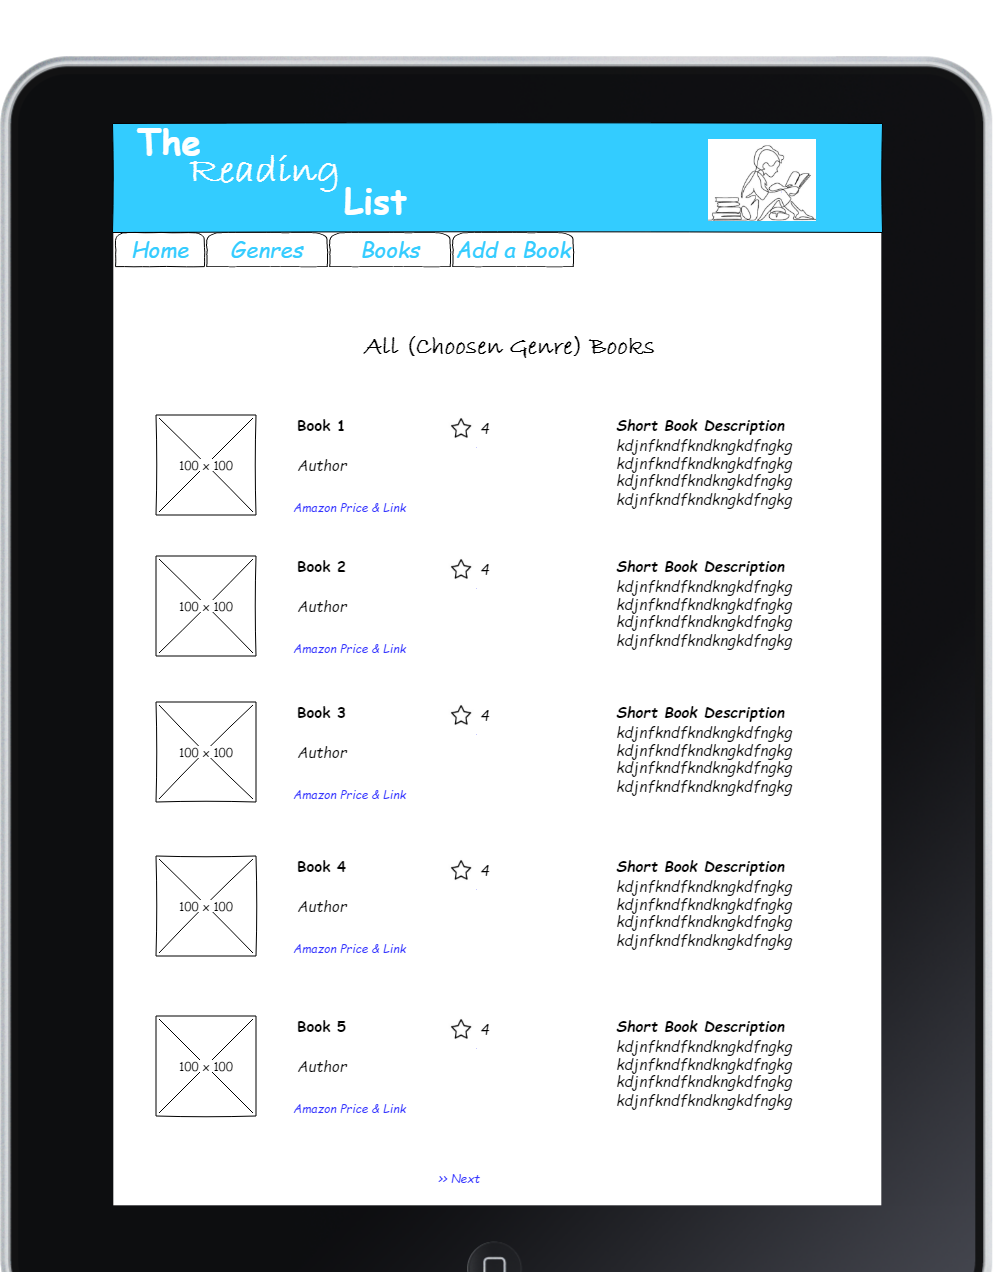 The
Reading
List
Home Genres Books Add a Book
All (Choosen Genre) Books
100 x 100
Book 1
4
Author
Amazon Price & Link
Short Book Description
kdjnfkndfkndkngkdfngkg
kdjnfkndfkndkngkdfngkg
kdjnfkndfkndkngkdfngkg
kdjnfkndfkndkngkdfngkg
100 x 100
Book 2
4
Author
Amazon Price & Link
Short Book Description
kdjnfkndfkndkngkdfngkg
kdjnfkndfkndkngkdfngkg
kdjnfkndfkndkngkdfngkg
kdjnfkndfkndkngkdfngkg
100 x 100
Book 3
4
Author
Amazon Price & Link
Short Book Description
kdjnfkndfkndkngkdfngkg
kdjnfkndfkndkngkdfngkg
kdjnfkndfkndkngkdfngkg
kdjnfkndfkndkngkdfngkg
100 x 100
Book 4
4
Author
Amazon Price & Link
Short Book Description
kdjnfkndfkndkngkdfngkg
kdjnfkndfkndkngkdfngkg
kdjnfkndfkndkngkdfngkg
kdjnfkndfkndkngkdfngkg
100 x 100
Book 5
4
Author
Amazon Price & Link
Short Book Description
kdjnfkndfkndkngkdfngkg
kdjnfkndfkndkngkdfngkg
kdjnfkndfkndkngkdfngkg
kdjnfkndfkndkngkdfngkg
>> Next